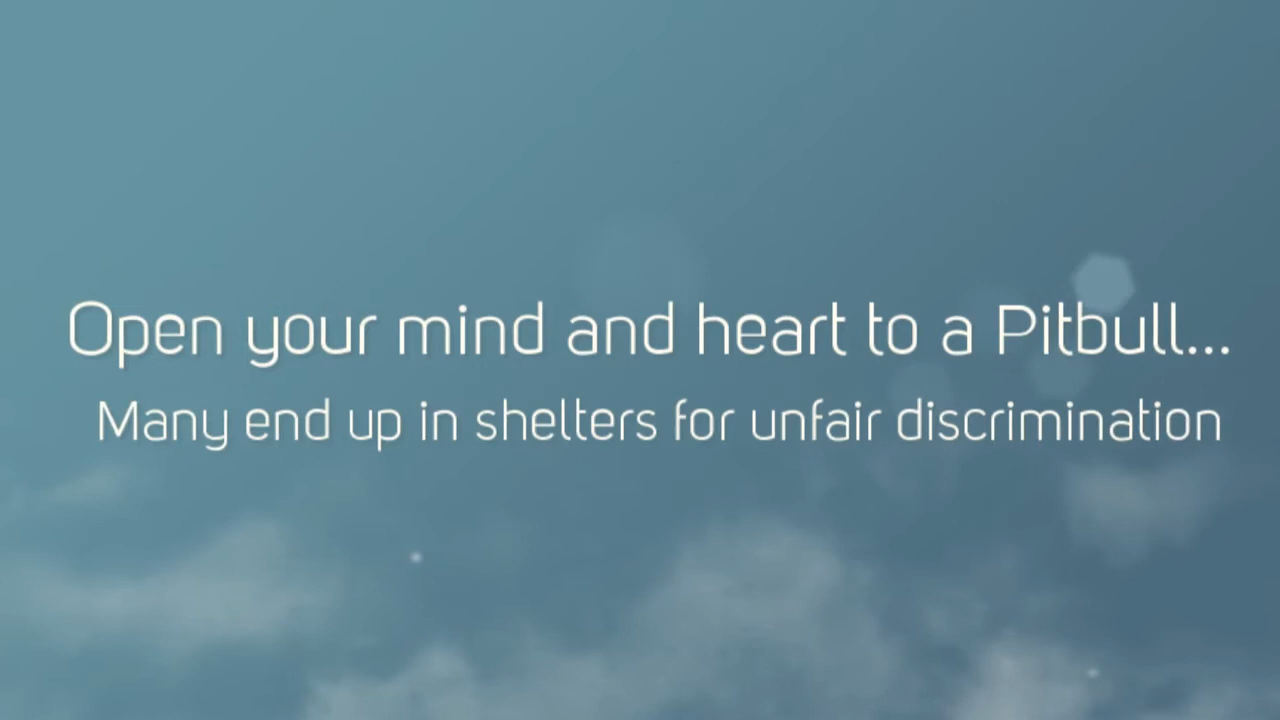 Open your mind and heart to a Pitbull...
Many end up in shelters for unfair discrimination